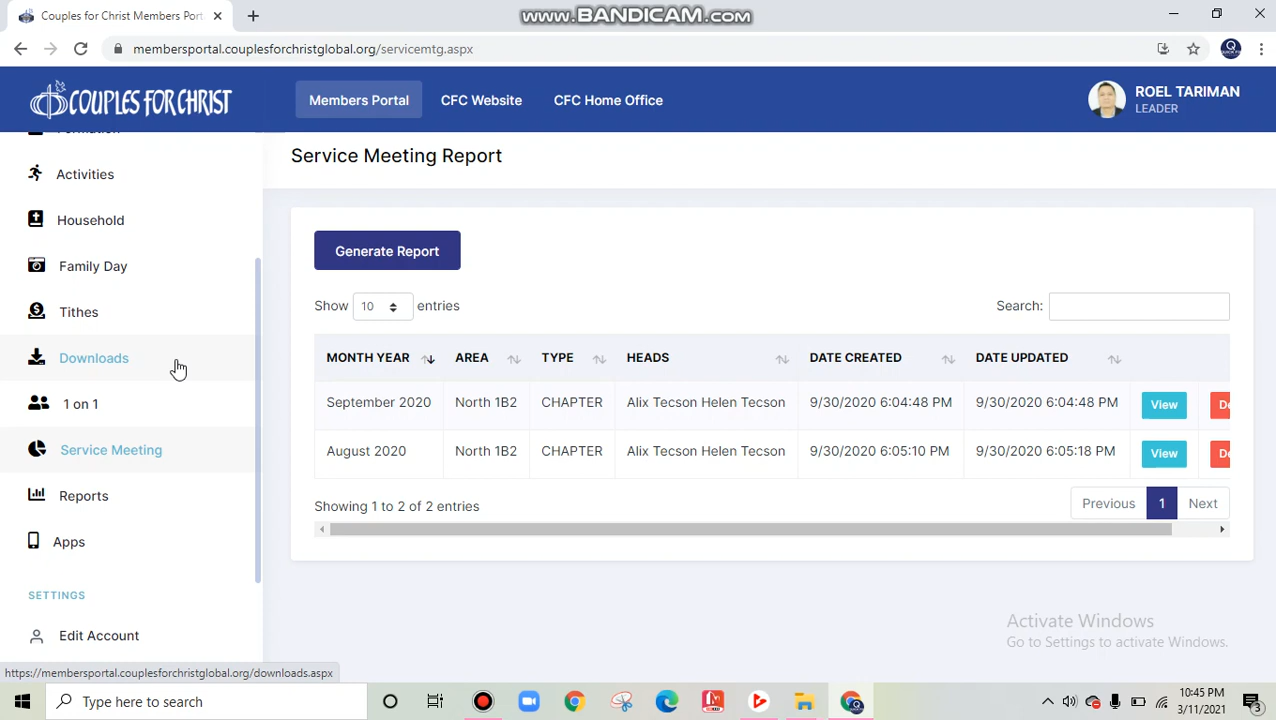 www.BANDICAM.com
Couples for Christ Members Port
membersportal.couplesforchristglobal.org/servicemtg.aspx
COUPLES FOR CHRIST
Members Portal
CFC Website
CFC Home Office
ROEL TARIMAN
LEADER
Formation
Activities
Household
Family Day
Tithes
Downloads
1 on 1
Service Meeting
Reports
Apps
SETTINGS
Edit Account
Service Meeting Report
Generate Report
Show 10 entries
Search:
MONTH YEAR AREA TYPE HEADS DATE CREATED DATE UPDATED
September 2020 North 1B2 CHAPTER Alix Tecson Helen Tecson 9/30/2020 6:04:48 PM 9/30/2020 6:04:48 PM View De
August 2020 North 1B2 CHAPTER Alix Tecson Helen Tecson 9/30/2020 6:05:10 PM 9/30/2020 6:05:18 PM View De
Showing 1 to 2 of 2 entries
Previous 1 Next
Activate Windows
Go to Settings to activate Windows.
https://membersportal.couplesforchristglobal.org/downloads.aspx
Type here to search
10:45 PM
3/11/2021
3